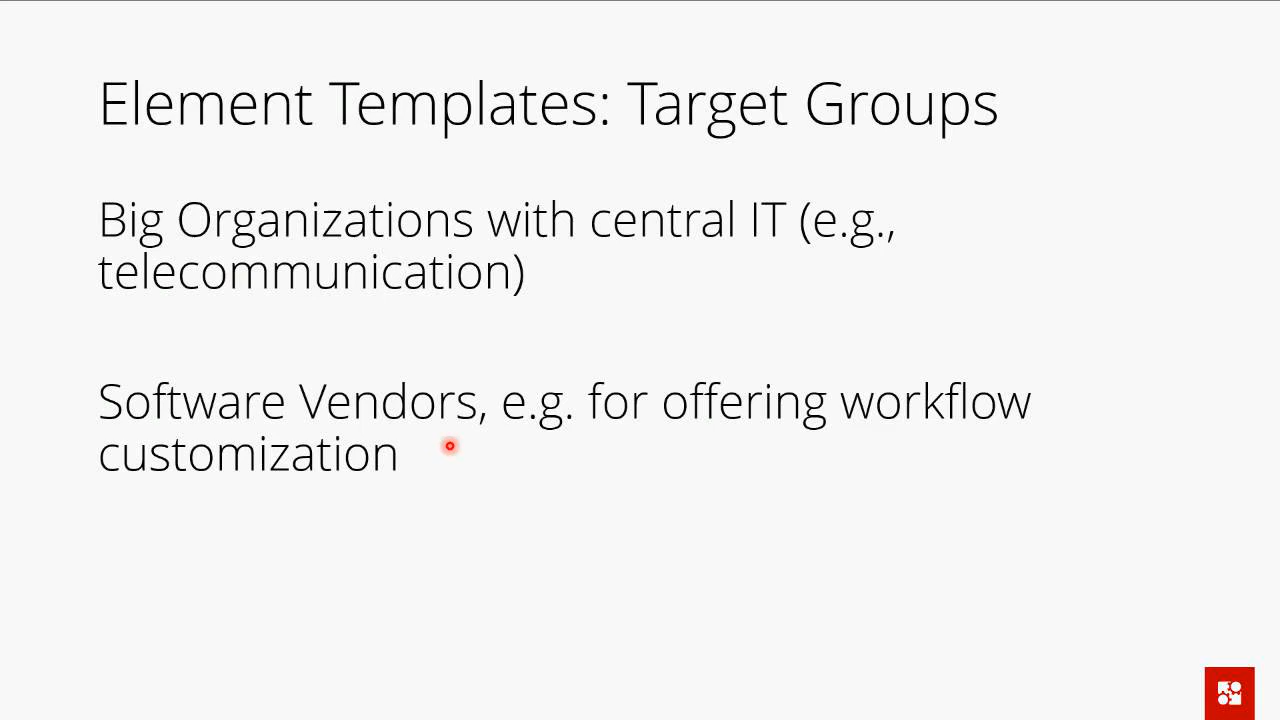 Element Templates: Target Groups
Big Organizations with central IT (e.g.,
telecommunication)
Software Vendors, e.g. for offering workflow
customization